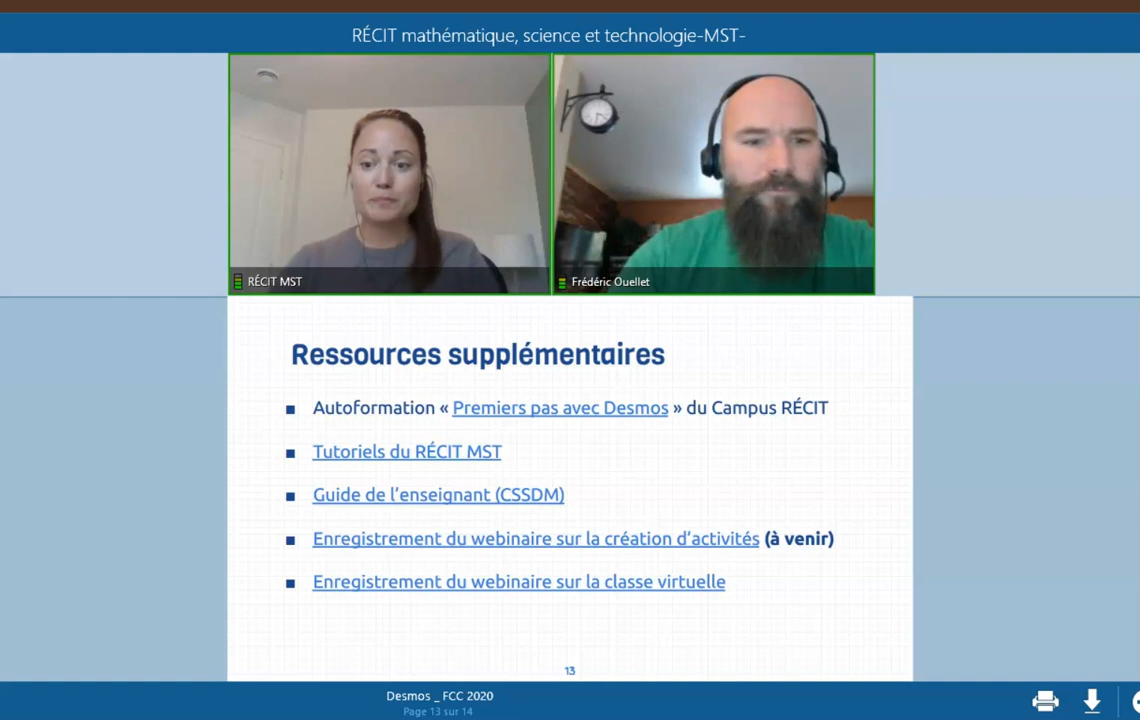 RÉCIT mathématique, science et technologie-MST-
RÉCIT MST
Frédéric Ouellet
Ressources supplémentaires
Autoformation « Premiers pas avec Desmos » du Campus RÉCIT
Tutoriels du RÉCIT MST
Guide de l'enseignant (CSSDM)
Enregistrement du webinaire sur la création d'activités (à venir)
Enregistrement du webinaire sur la classe virtuelle
13
Desmos _ FCC 2020
Page 13 sur 14